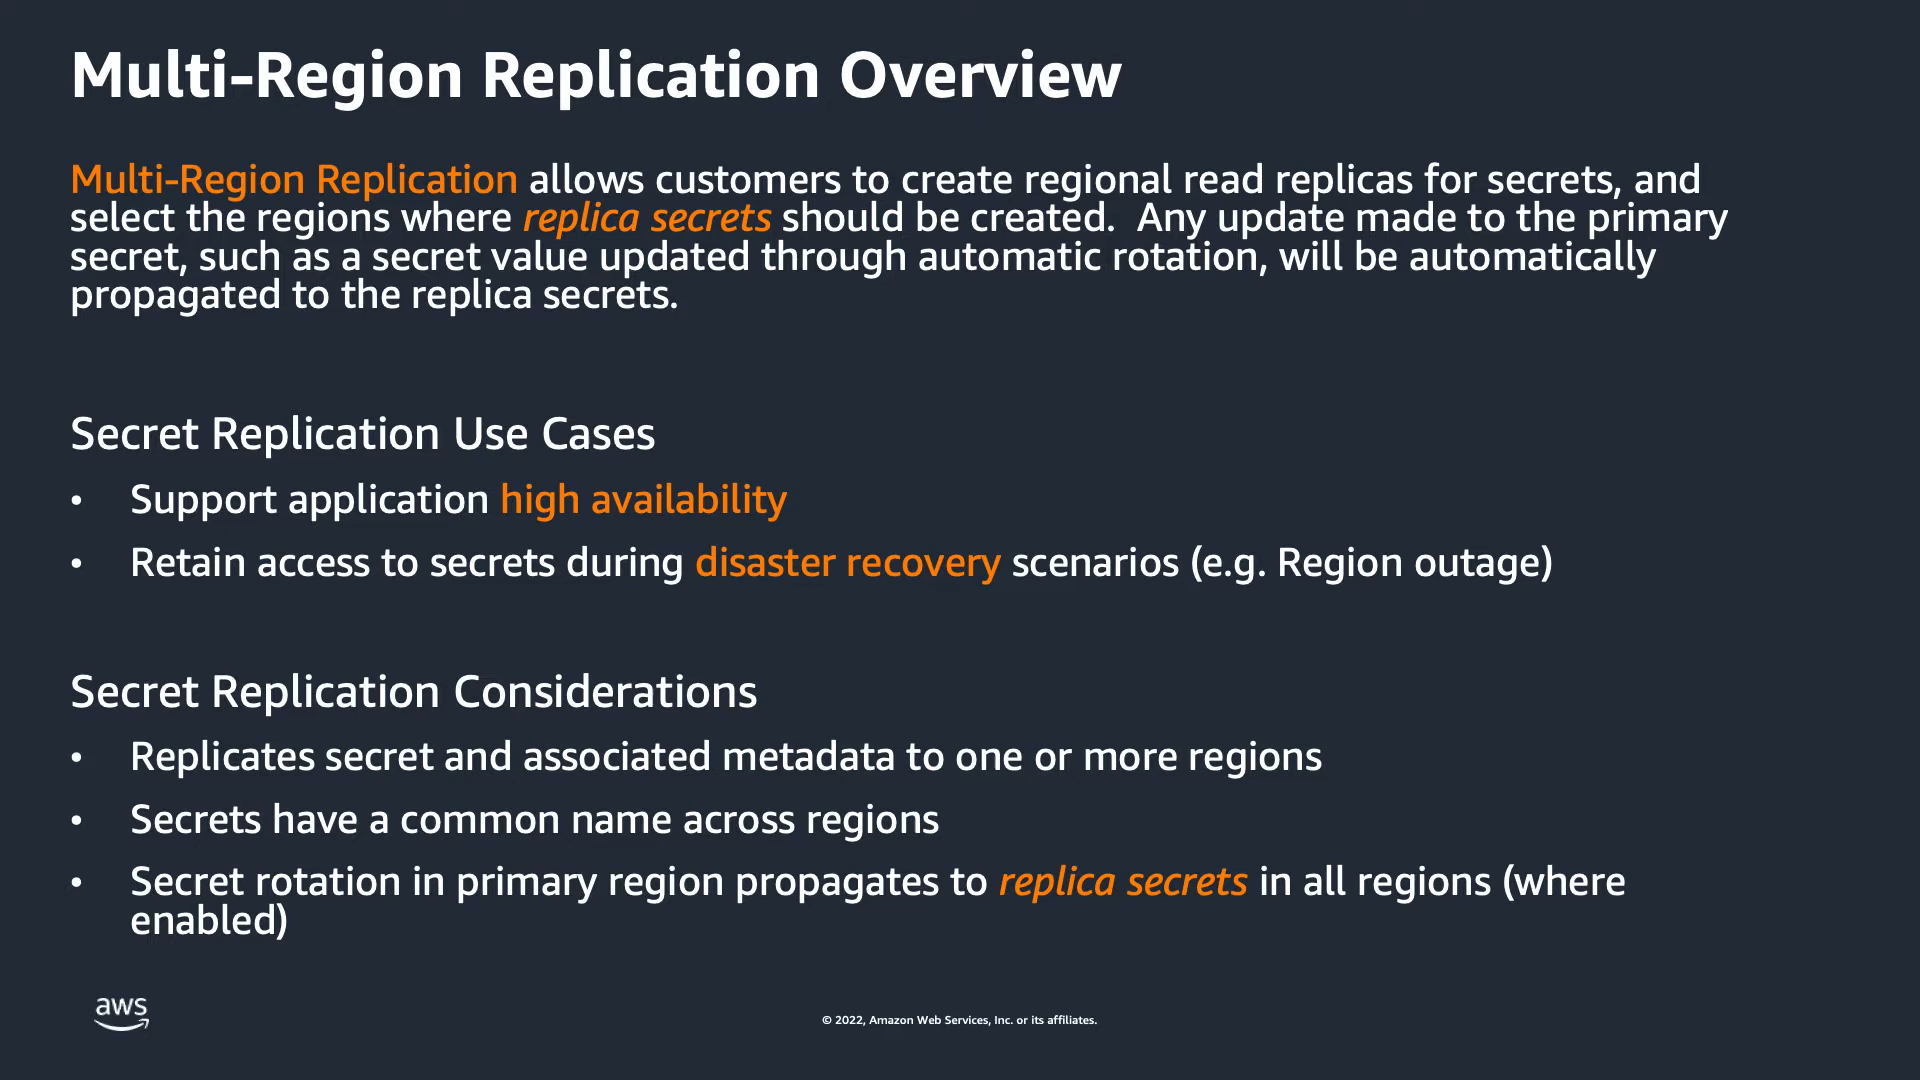 Multi-Region Replication Overview
Multi-Region Replication allows customers to create regional read replicas for secrets, and
select the regions where replica secrets should be created.  Any update made to the primary
secret, such as a secret value updated through automatic rotation, will be automatically
propagated to the replica secrets.
Secret Replication Use Cases
• Support application high availability
• Retain access to secrets during disaster recovery scenarios (e.g. Region outage)
Secret Replication Considerations
• Replicates secret and associated metadata to one or more regions
• Secrets have a common name across regions
• Secret rotation in primary region propagates to replica secrets in all regions (where
enabled)
aws
© 2022, Amazon Web Services, Inc. or its affiliates.